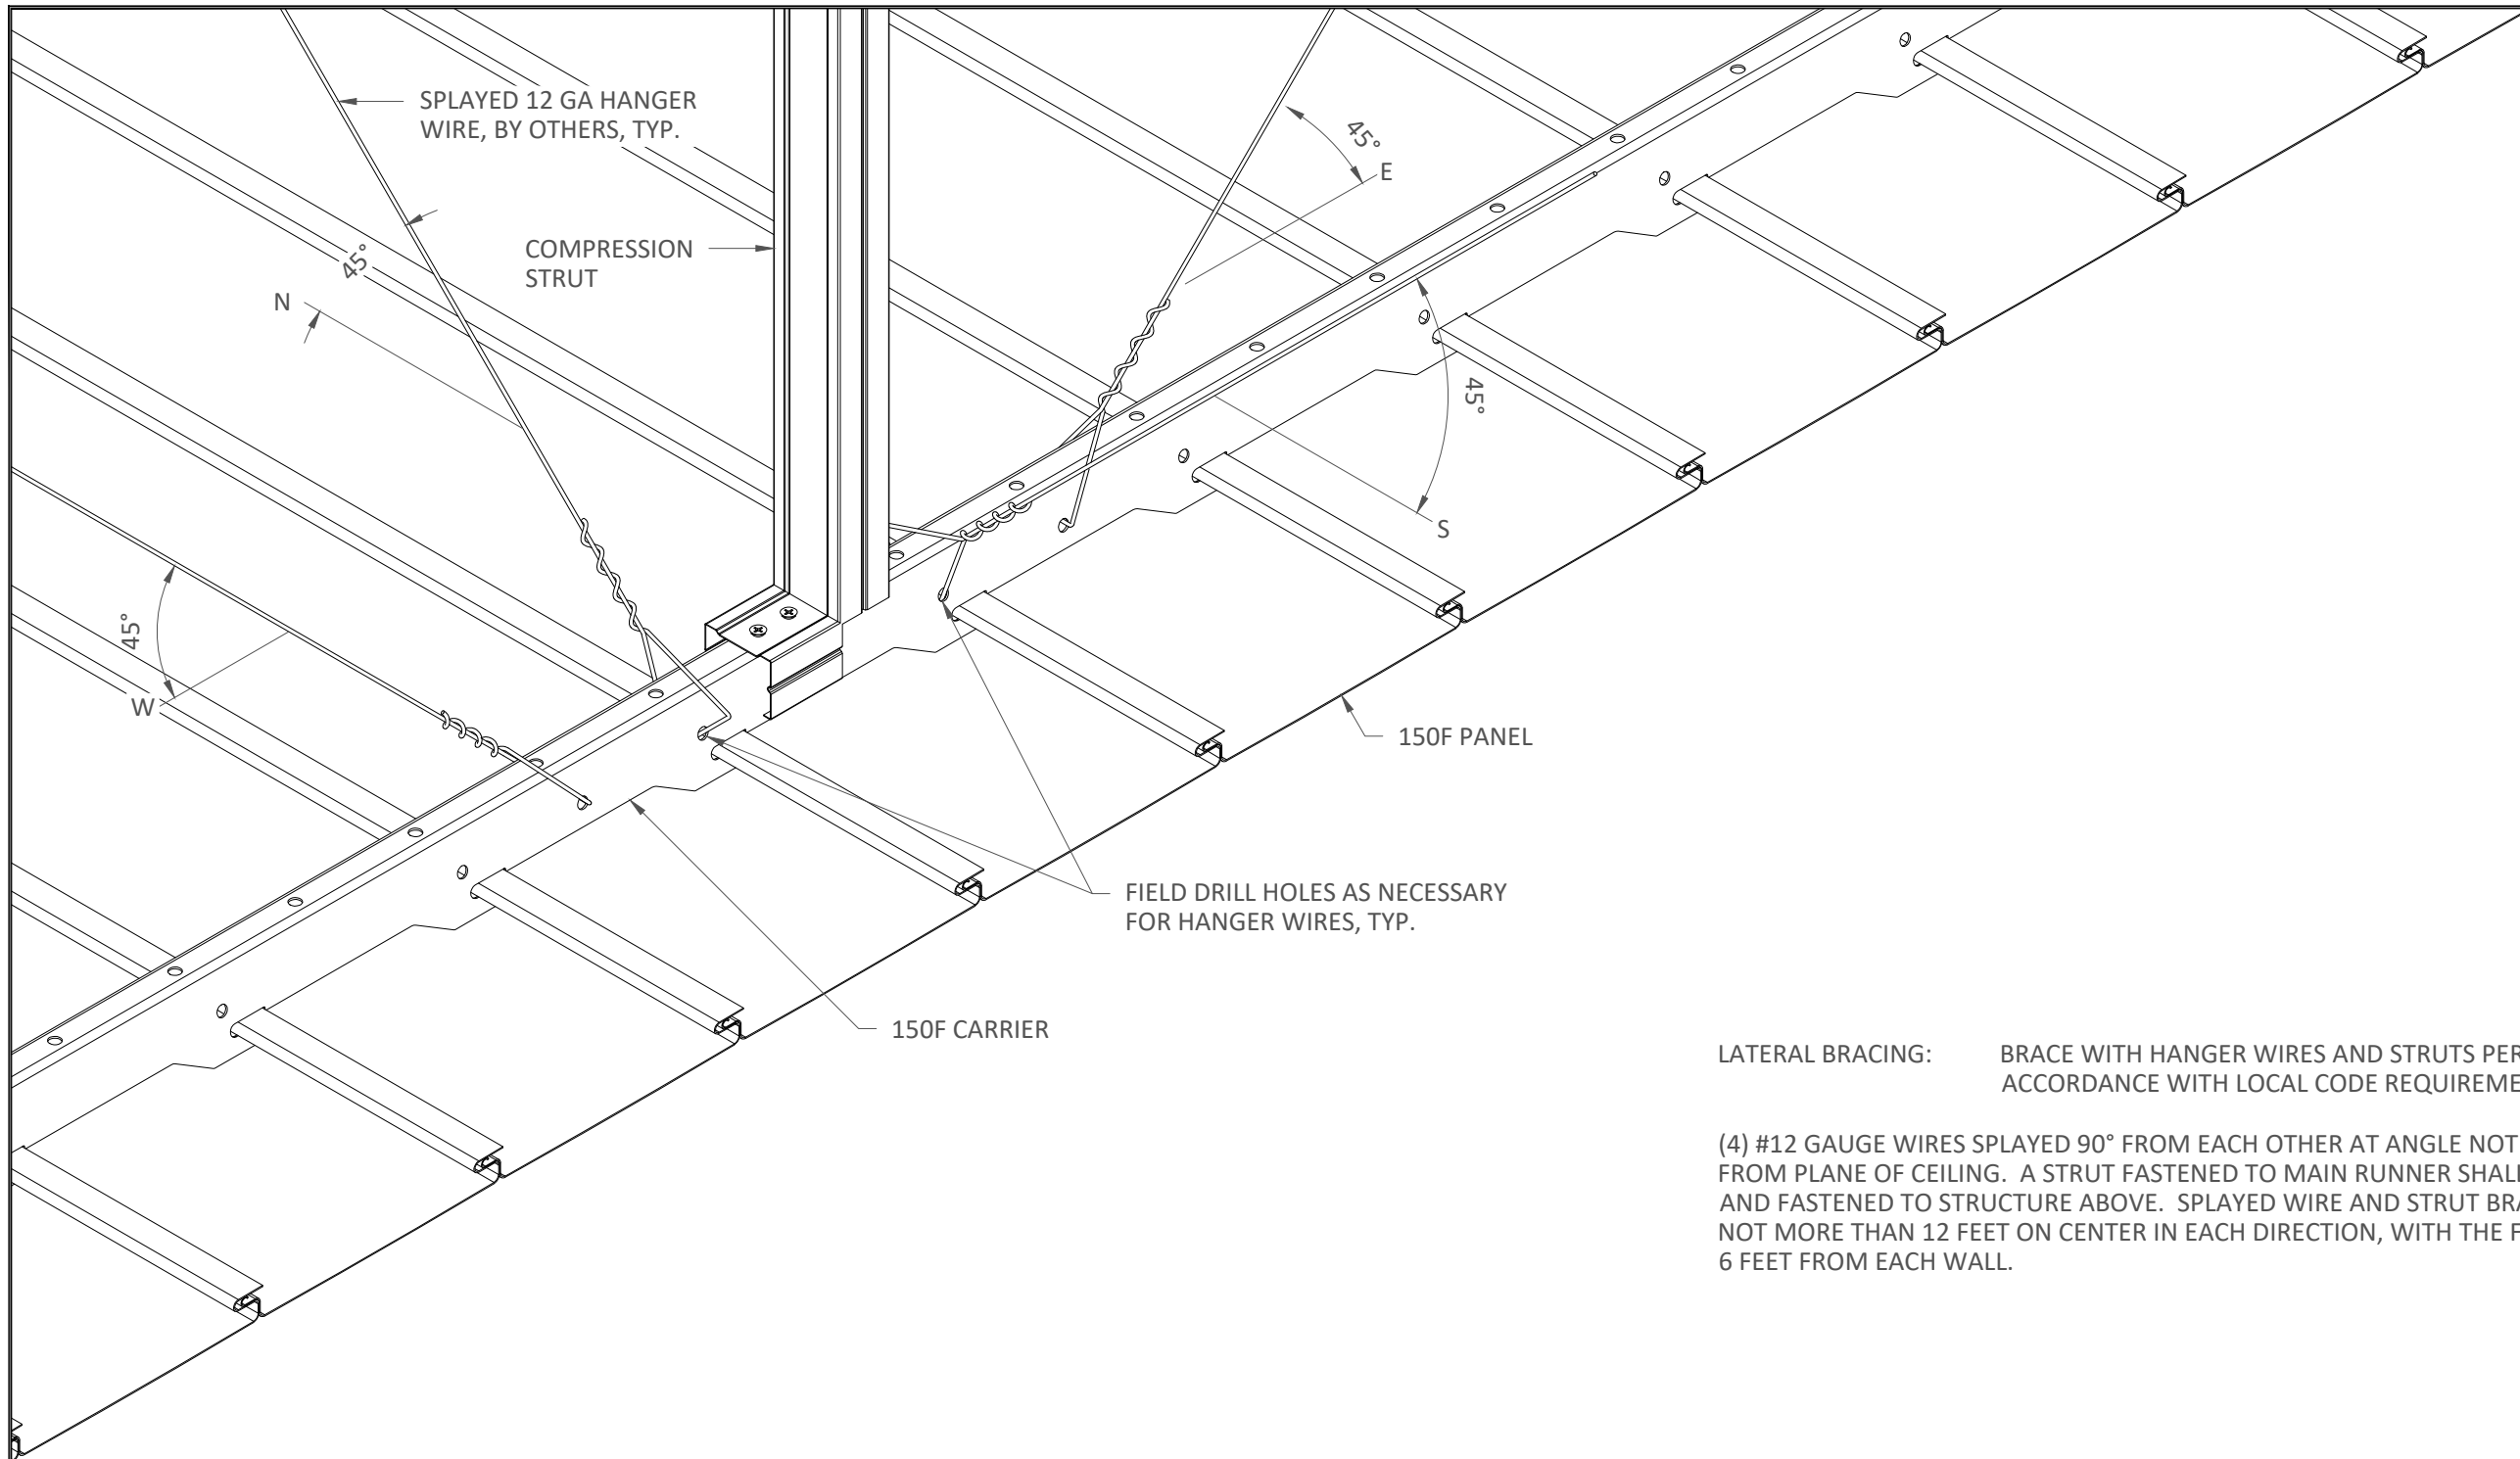 SPLAYED 12 GA HANGER
WIRE, BY OTHERS, TYP.
45°
E
COMPRESSION
STRUT
45°
N
45°
S
45°
W
150F PANEL
FIELD DRILL HOLES AS NECESSARY
FOR HANGER WIRES, TYP.
150F CARRIER
LATERAL BRACING: BRACE WITH HANGER WIRES AND STRUTS PER
ACCORDANCE WITH LOCAL CODE REQUIREME
(4) #12 GAUGE WIRES SPLAYED 90° FROM EACH OTHER AT ANGLE NOT
FROM PLANE OF CEILING. A STRUT FASTENED TO MAIN RUNNER SHALL
AND FASTENED TO STRUCTURE ABOVE. SPLAYED WIRE AND STRUT BRA
NOT MORE THAN 12 FEET ON CENTER IN EACH DIRECTION, WITH THE F
6 FEET FROM EACH WALL.